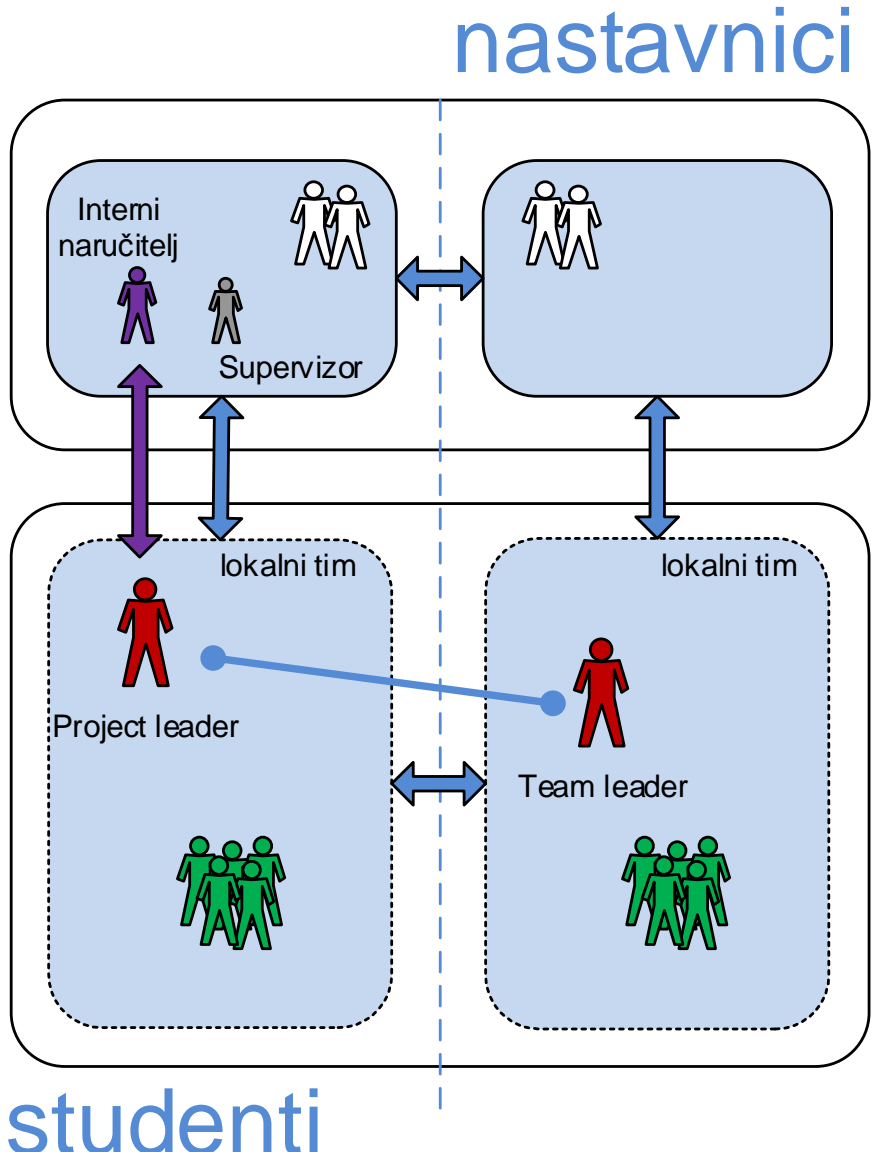 nastavnici
Interni
naručitelj
Supervizor
lokalni tim
lokalni tim
Project leader
Team leader
studenti